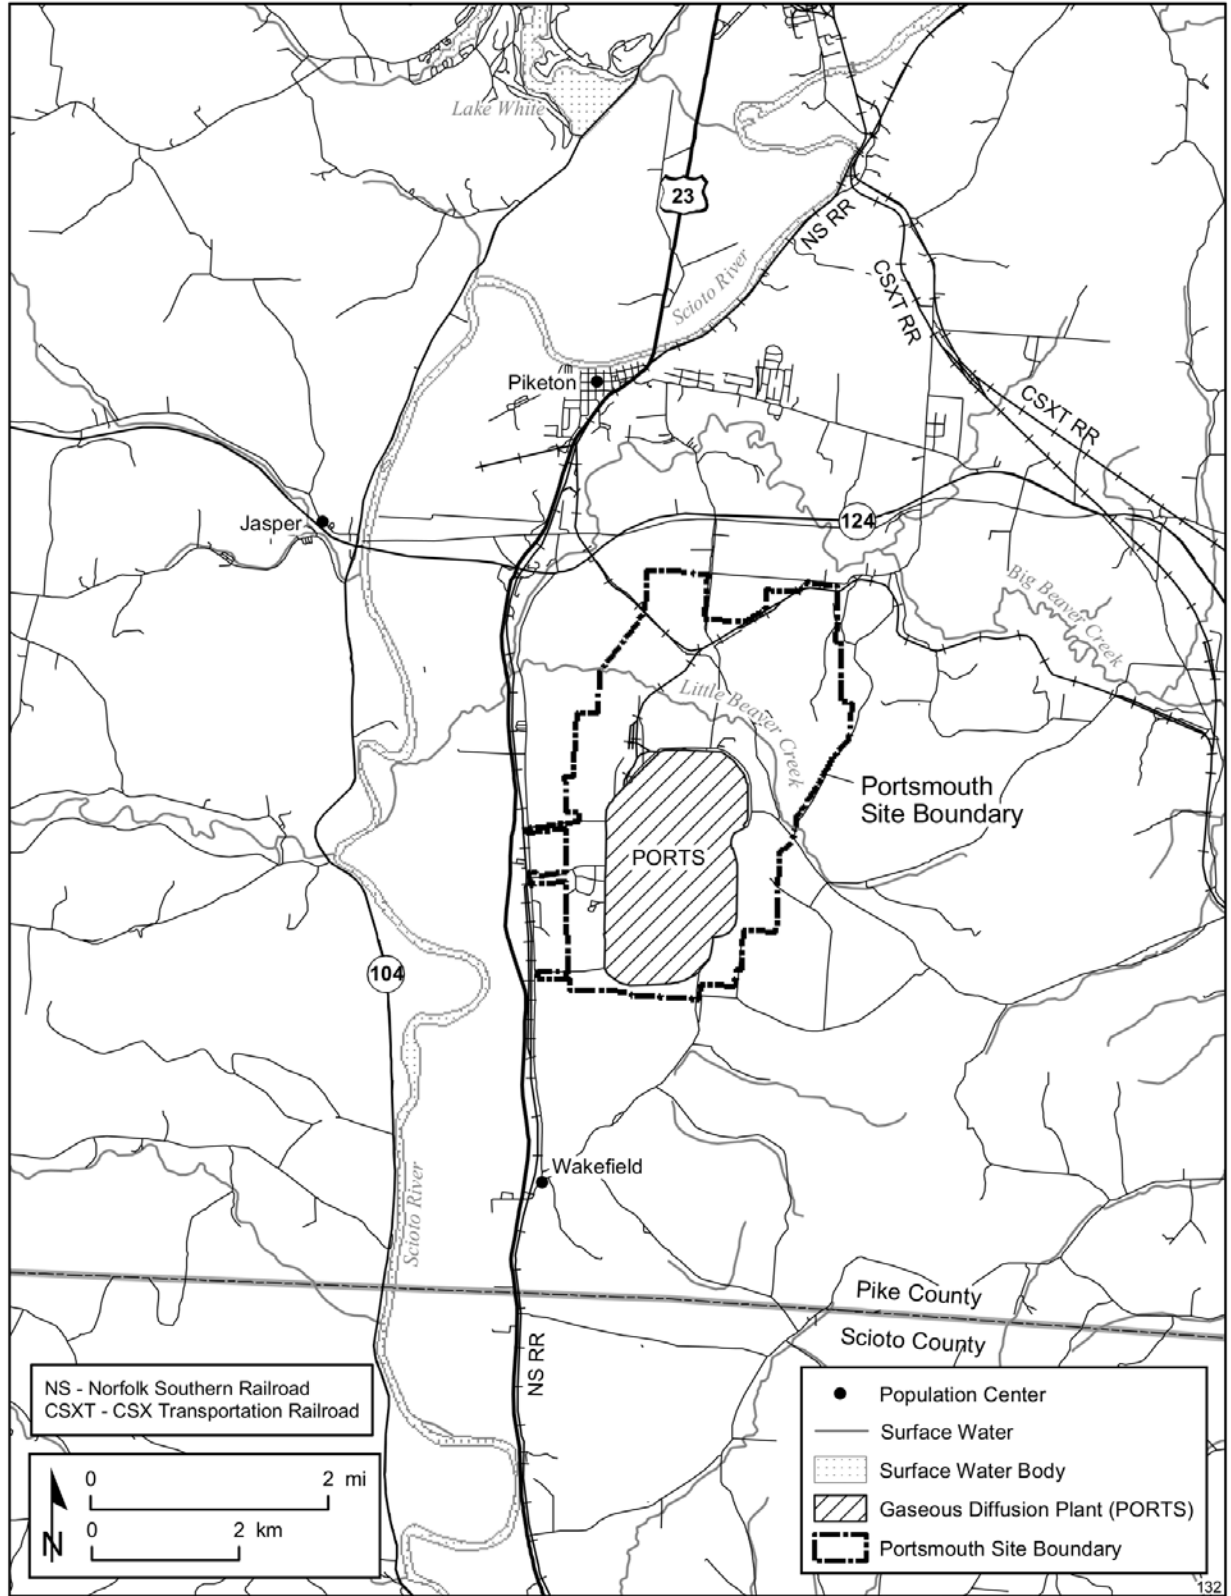 Lake White
23
NS RR
Scioto River
CSXT RR
Piketon
CSXT RR
Jasper
124
Big Beaver Creek
Little Beaver Creek
Portsmouth
Site Boundary
PORTS
104
Wakefield
Scioto River
Pike County
Scioto County
NS RR
NS - Norfolk Southern Railroad
CSXT - CSX Transportation Railroad
0 2 mi
0 2 km
N
Population Center
Surface Water
Surface Water Body
Gaseous Diffusion Plant (PORTS)
Portsmouth Site Boundary
132